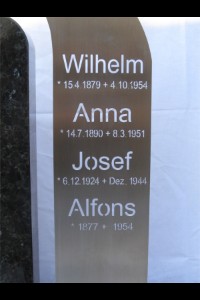 Wilhelm
* 15.4.1879 + 4.10.1954
Anna
* 14.7.1890 + 8.3.1951
Josef
* 6.12.1924 + Dez. 1944
Alfons
* 1877 + 1954